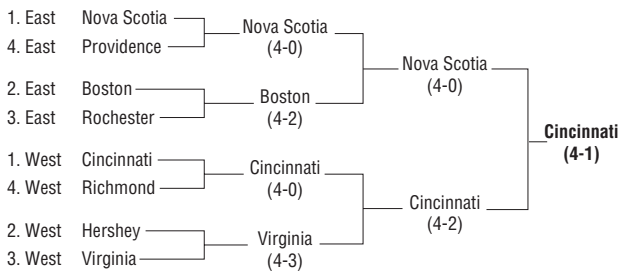 1. East Nova Scotia
4. East Providence
Nova Scotia
(4-0)
2. East Boston
3. East Rochester
Boston
(4-2)
Nova Scotia
(4-0)
1. West Cincinnati
4. West Richmond
Cincinnati
(4-0)
2. West Hershey
3. West Virginia
Virginia
(4-3)
Cincinnati
(4-2)
Cincinnati
(4-1)